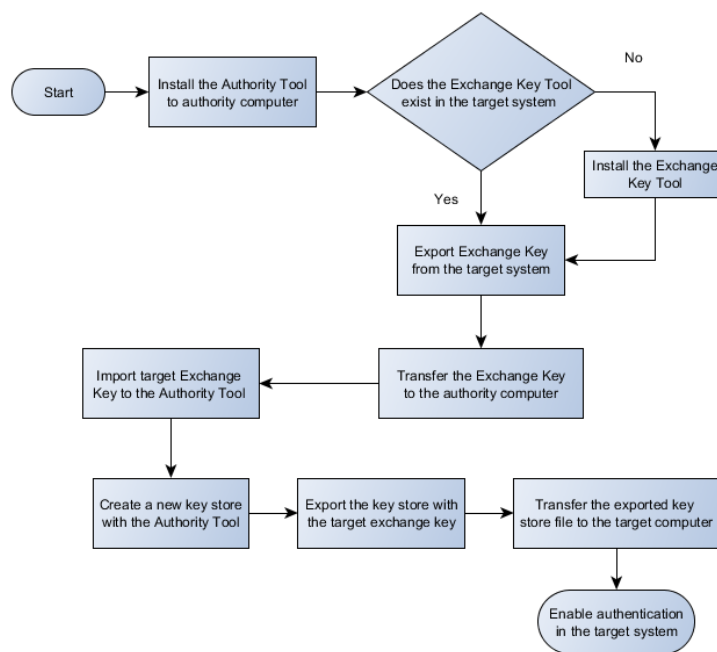 Start
Install the Authority Tool
to authority computer
Does the Exchange Key Tool
exist in the target system
No
Install the Exchange
Key Tool
Yes
Export Exchange Key
from the target system
Transfer the Exchange Key
to the authority computer
Import target Exchange
Key to the Authority Tool
Create a new key store
with the Authority Tool
Export the key store with
the target exchange key
Transfer the exported key
store file to the target computer
Enable authentication
in the target system